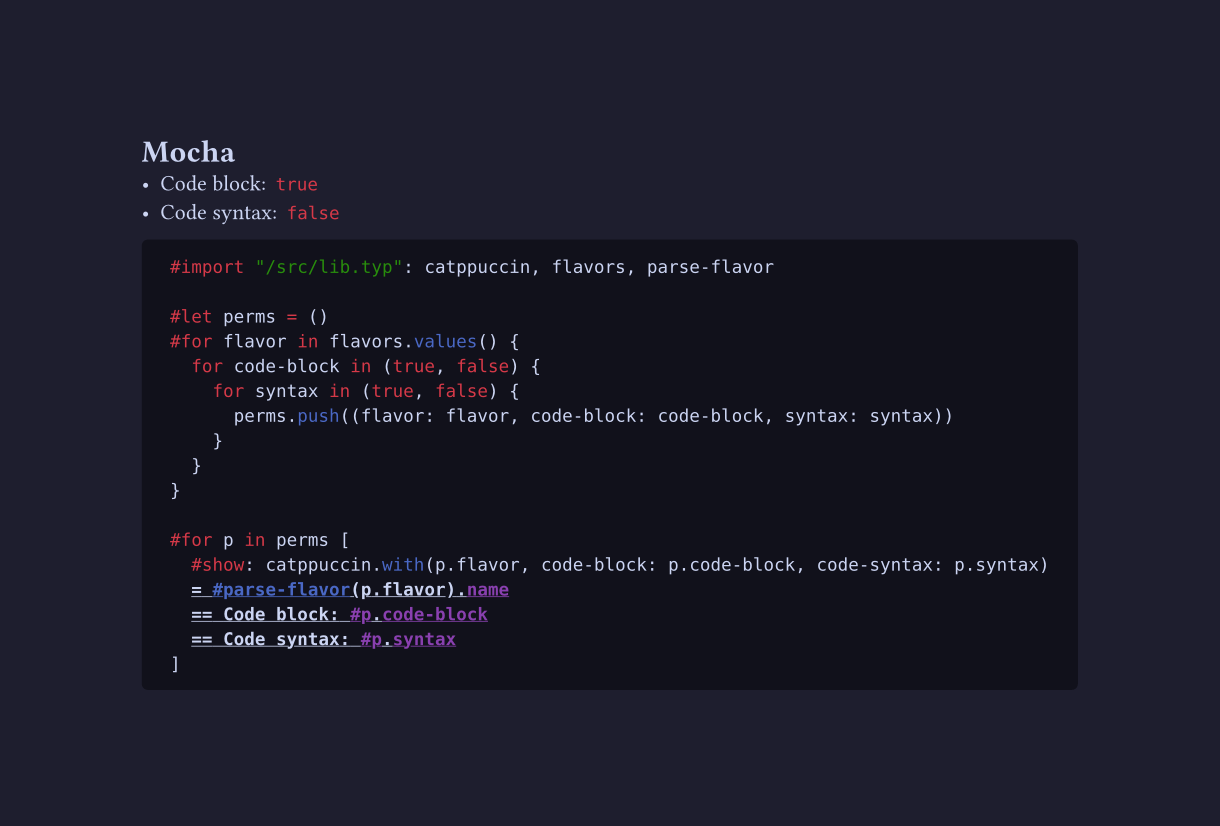 Mocha
• Code block: true
• Code syntax: false
#import "/src/lib.typ": catppuccin, flavors, parse-flavor
#let perms = ()
#for flavor in flavors.values() {
  for code-block in (true, false) {
    for syntax in (true, false) {
      perms.push((flavor: flavor, code-block: code-block, syntax: syntax))
    }
  }
}
#for p in perms [
  #show: catppuccin.with(p.flavor, code-block: p.code-block, code-syntax: p.syntax)
  = #parse-flavor(p.flavor).name
  == Code block: #p.code-block
  == Code syntax: #p.syntax
]